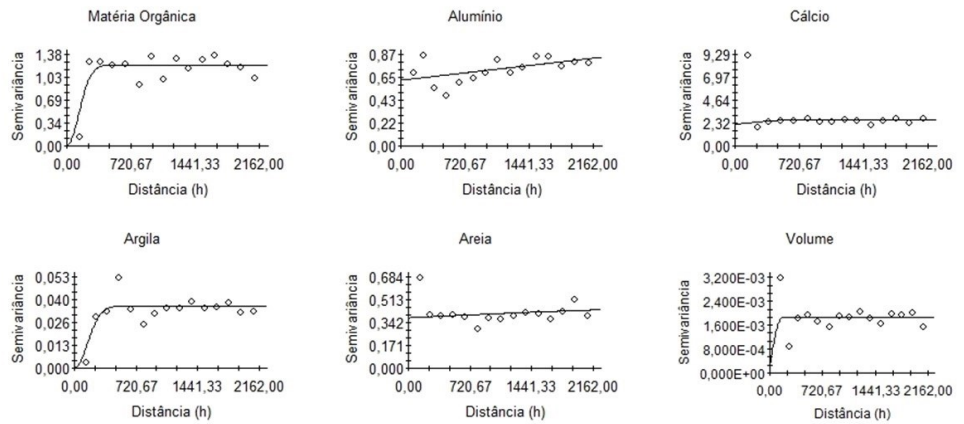 Matéria Orgânica
Semivariância
1,38
1,03
0,69
0,34
0,00
0,00 720,67 1441,33 2162,00
Distância (h)
Alumínio
Semivariância
0,87
0,65
0,43
0,22
0,00
0,00 720,67 1441,33 2162,00
Distância (h)
Cálcio
Semivariância
9,29
6,97
4,64
2,32
0,00
0,00 720,67 1441,33 2162,00
Distância (h)
Argila
Semivariância
0,053
0,040
0,026
0,013
0,000
0,00 720,67 1441,33 2162,00
Distância (h)
Areia
Semivariância
0,684
0,513
0,342
0,171
0,000
0,00 720,67 1441,33 2162,00
Distância (h)
Volume
Semivariância
3,200E-03
2,400E-03
1,600E-03
8,000E-04
0,000E+00
0,00 720,67 1441,33 2162,00
Distância (h)